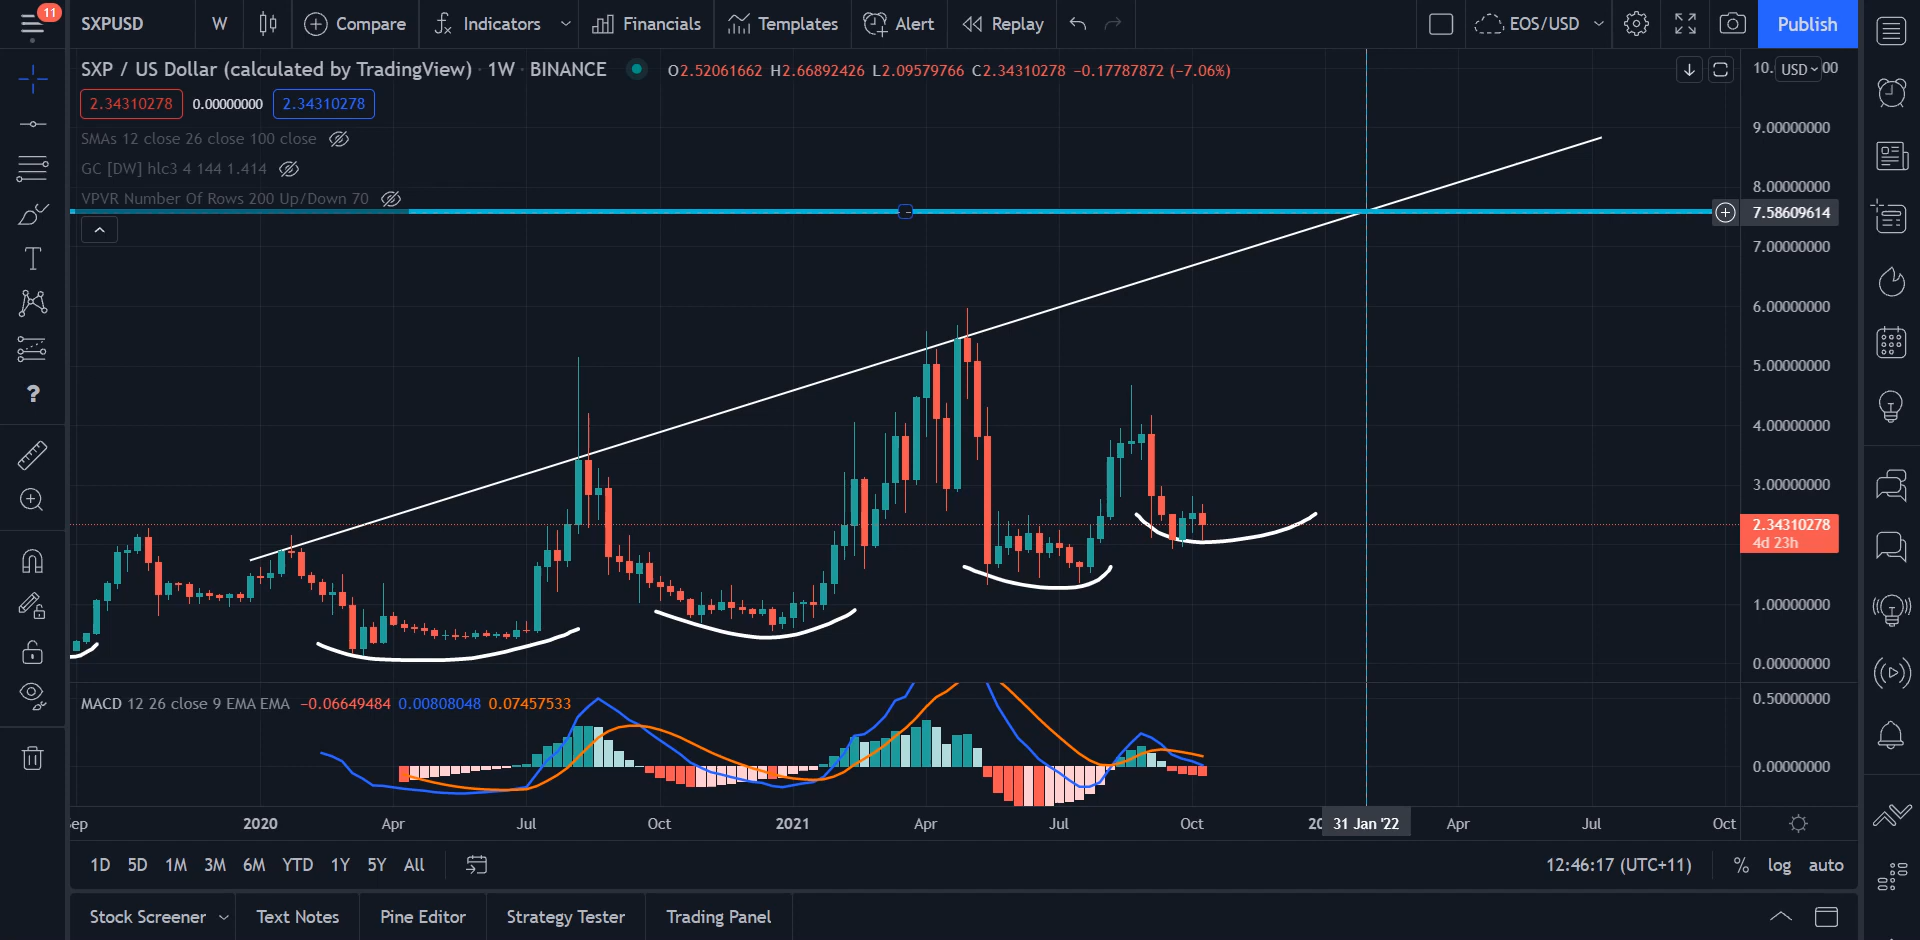 11
SXPUSD W Compare Indicators Financials Templates Alert Replay EOS/USD Publish
SXP / US Dollar (calculated by TradingView) · 1W · BINANCE O2.52061662 H2.66892426 L2.09579766 C2.34310278 −0.17787872 (−7.06%)
2.34310278 0.00000000 2.34310278
SMAs 12 close 26 close 100 close
GC [DW] hlc3 4 144 1.414
VPVR Number Of Rows 200 Up/Down 70
10. USD 00
9.00000000
8.00000000
7.58609614
7.00000000
6.00000000
5.00000000
4.00000000
3.00000000
2.34310278
4d 23h
1.00000000
0.00000000
MACD 12 26 close 9 EMA EMA −0.06649484 0.00808048 0.07457533
0.50000000
0.00000000
ep 2020 Apr Jul Oct 2021 Apr Jul Oct 20 31 Jan '22 Apr Jul Oct
1D 5D 1M 3M 6M YTD 1Y 5Y All 12:46:17 (UTC+11) % log auto
Stock Screener Text Notes Pine Editor Strategy Tester Trading Panel